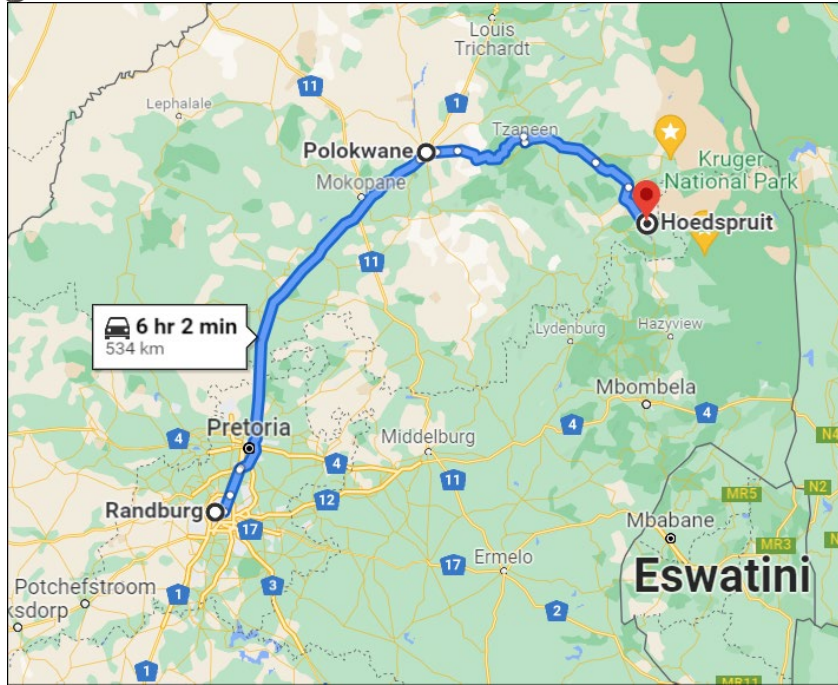 Louis
Trichardt
11
1
Lephalale
Polokwane
Tzaneen
Mokopane
Kruger
National Park
Hoedspruit
11
6 hr 2 min
534 km
Lydenburg
Hazyview
Mbombela
4
Pretoria
4
Middelburg
4
4
N4
11
12
MR5
N2
Randburg
17
Mbabane
MR3
17
Ermelo
Eswatini
Potchefstroom
ksdorp
1
3
2
1
MR11